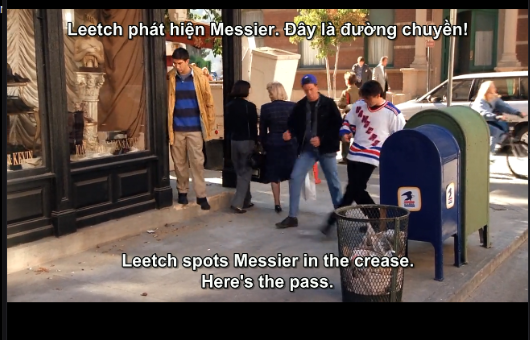 Leetch phát hiện Messier. Đây là đường chuyền!
Leetch spots Messier in the crease.
Here's the pass.